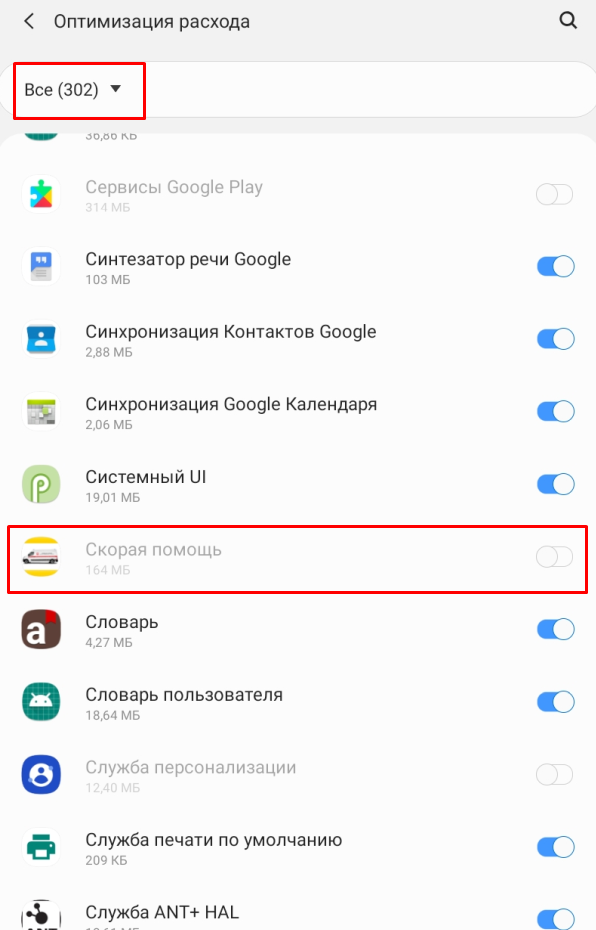 Оптимизация расхода
Все (302)
36,86 КБ
Сервисы Google Play
314 МБ
Синтезатор речи Google
103 МБ
Синхронизация Контактов Google
2,88 МБ
Синхронизация Google Календаря
2,06 МБ
Системный UI
19,01 МБ
Скорая помощь
164 МБ
Словарь
4,27 МБ
Словарь пользователя
18,64 МБ
Служба персонализации
12,40 МБ
Служба печати по умолчанию
209 КБ
Служба ANT+ HAL